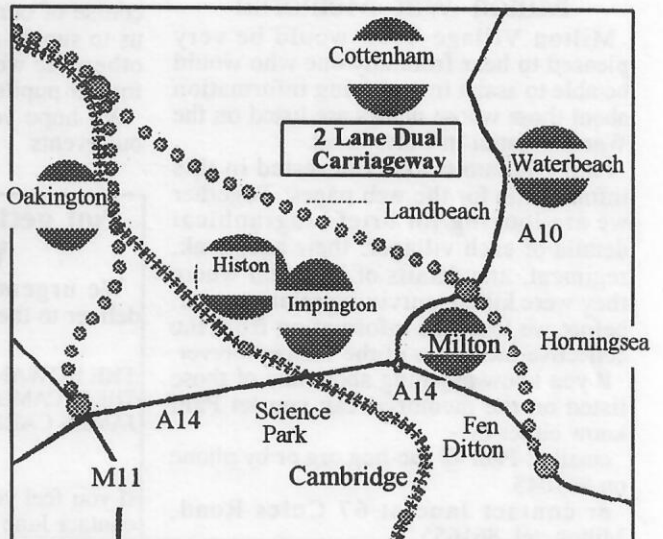 Cottenham
2 Lane Dual
Carriageway
Waterbeach
Oakington
Landbeach
A10
Histon
Impington
Milton
Horningsea
A14
A14
Science
Park
Fen
Ditton
M11
Cambridge